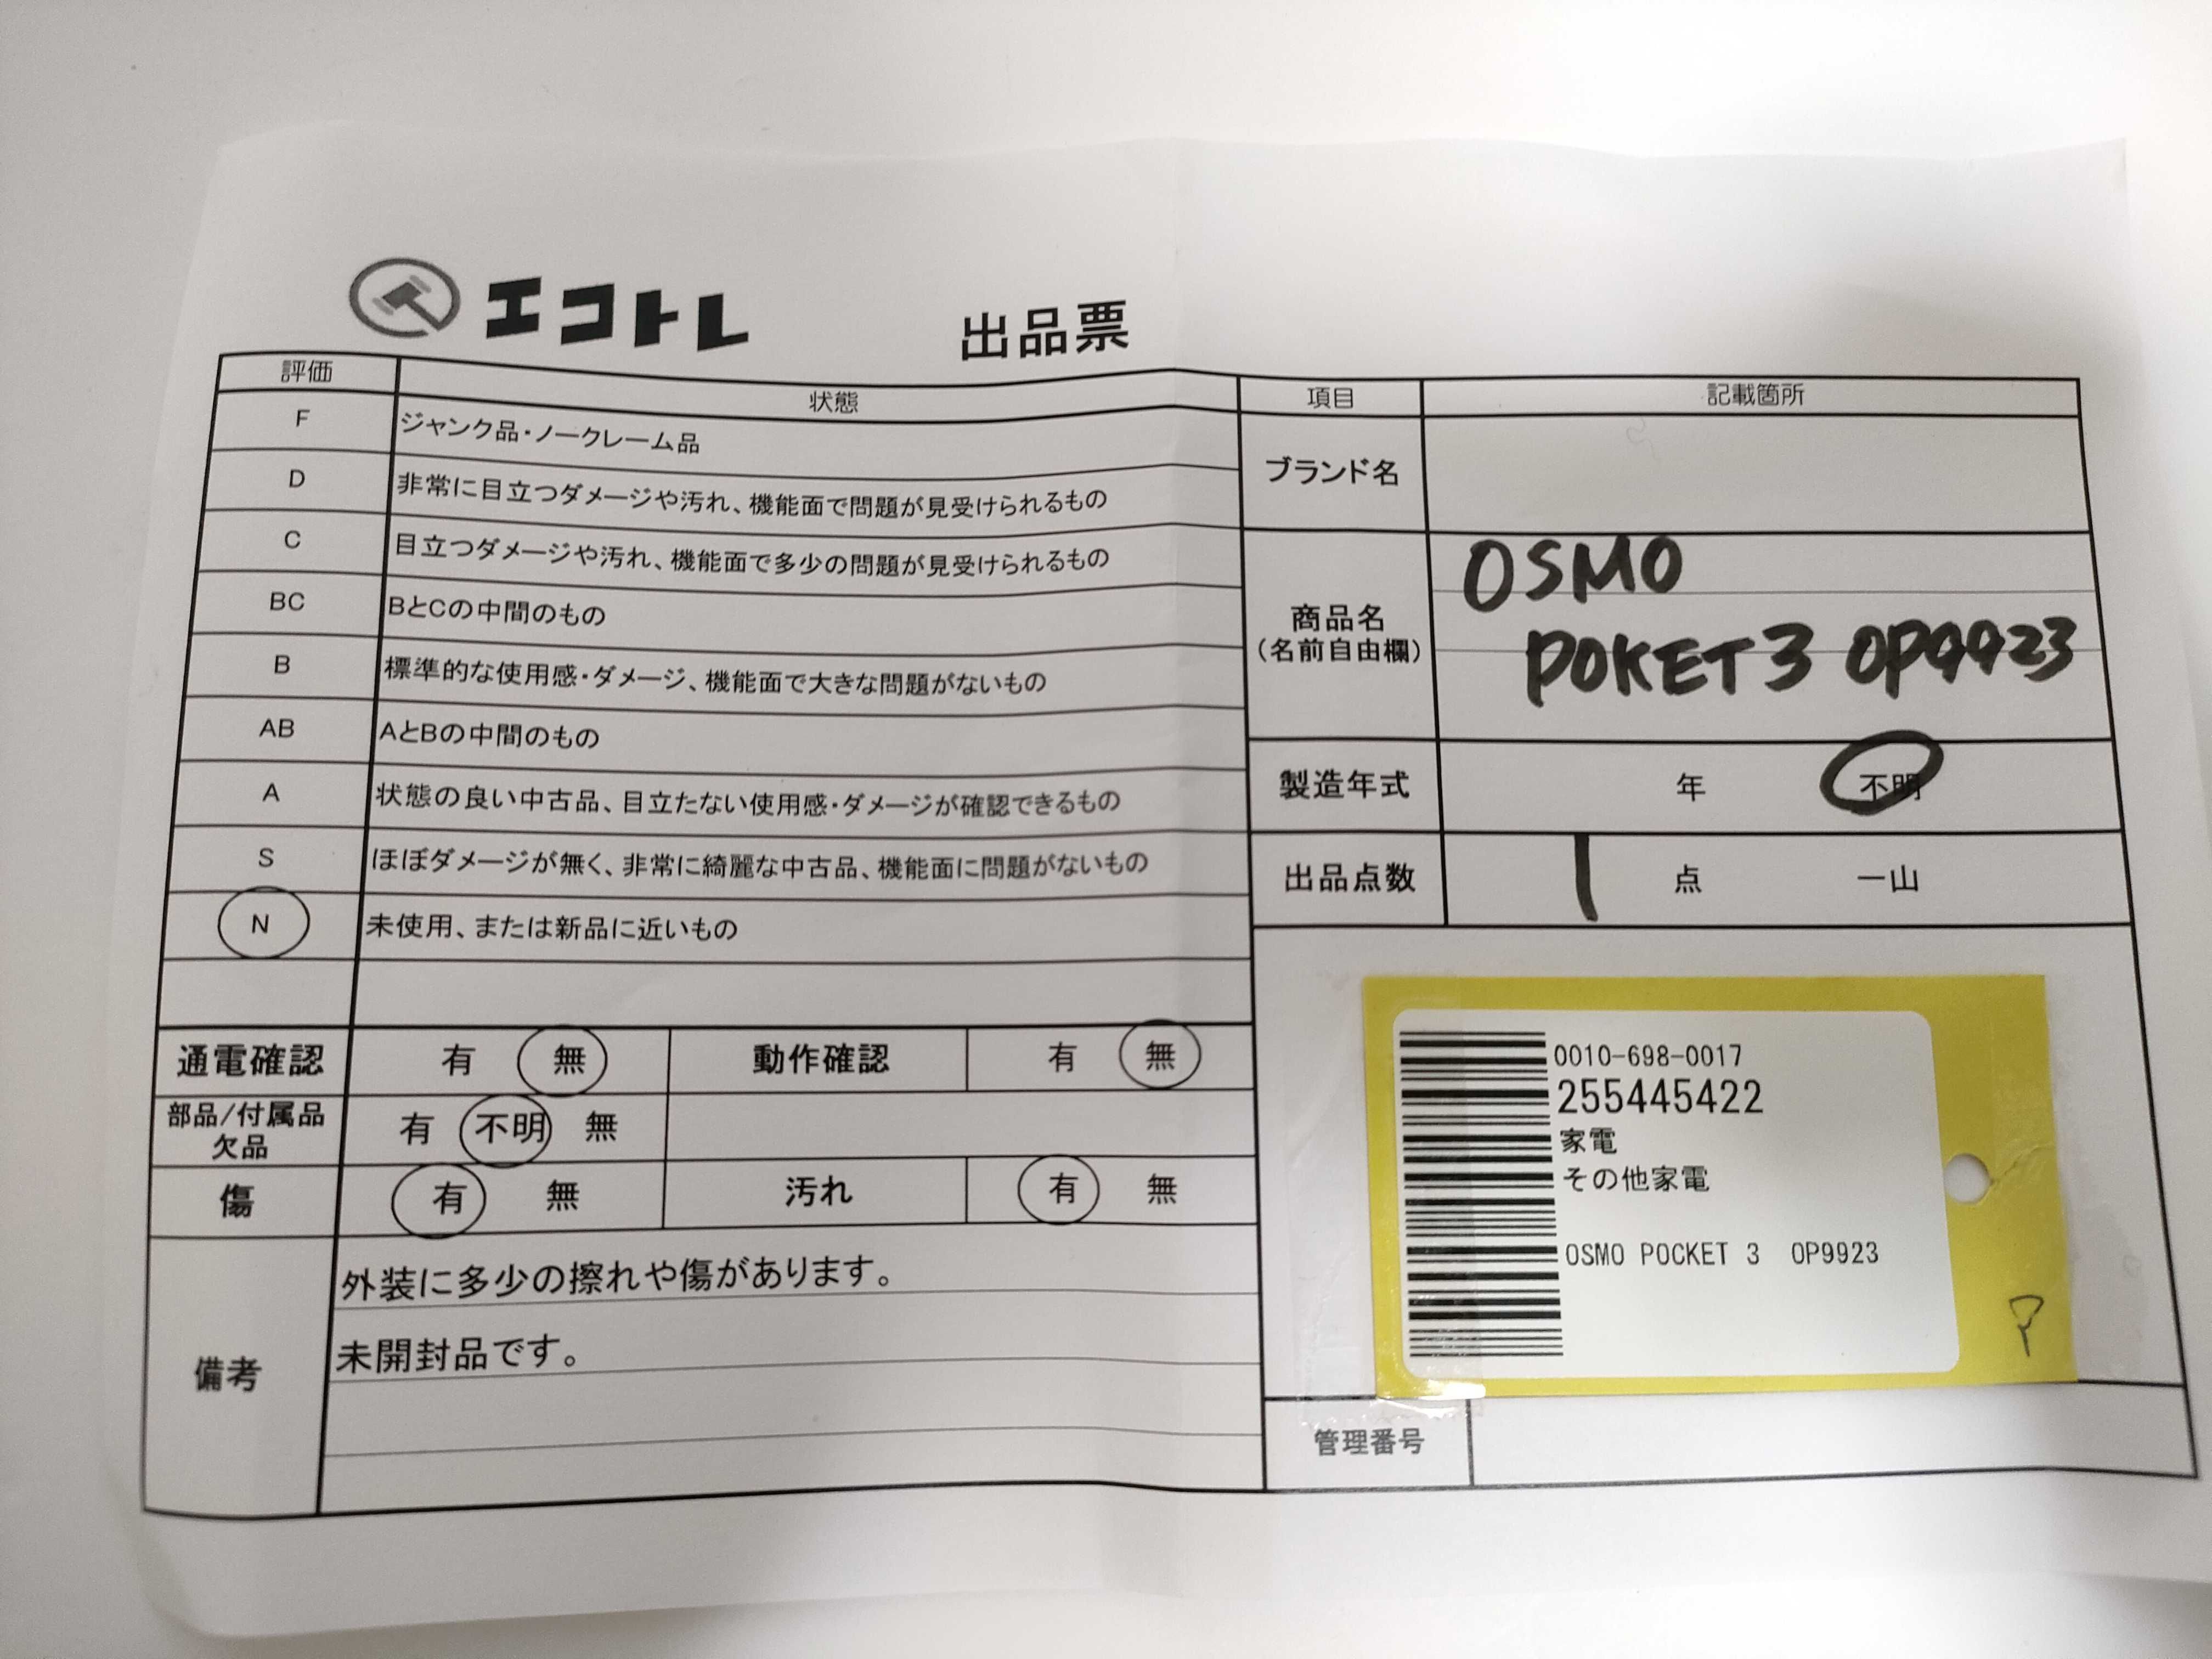 エコトレ 出品票
評価 状態
F ジャンク品・ノークレーム品
D 非常に目立つダメージや汚れ、機能面で問題が見受けられるもの
C 目立つダメージや汚れ、機能面で多少の問題が見受けられるもの
BC BとCの中間のもの
B 標準的な使用感・ダメージ、機能面で大きな問題がないもの
AB AとBの中間のもの
A 状態の良い中古品、目立たない使用感・ダメージが確認できるもの
S ほぼダメージが無く、非常に綺麗な中古品、機能面に問題がないもの
N 未使用、または新品に近いもの
通電確認 有 無 動作確認 有 無
部品/付属品
欠品
有 不明 無
傷 有 無 汚れ 有 無
備考
外装に多少の擦れや傷があります。
未開封品です。
項目 記載箇所
ブランド名
商品名
(名前自由欄)
OSMO
POKET3 OP9923
製造年式 年 不明
出品点数 1 点 一山
0010-698-0017
255445422
家電
その他家電
OSMO POCKET 3 OP9923
管理番号